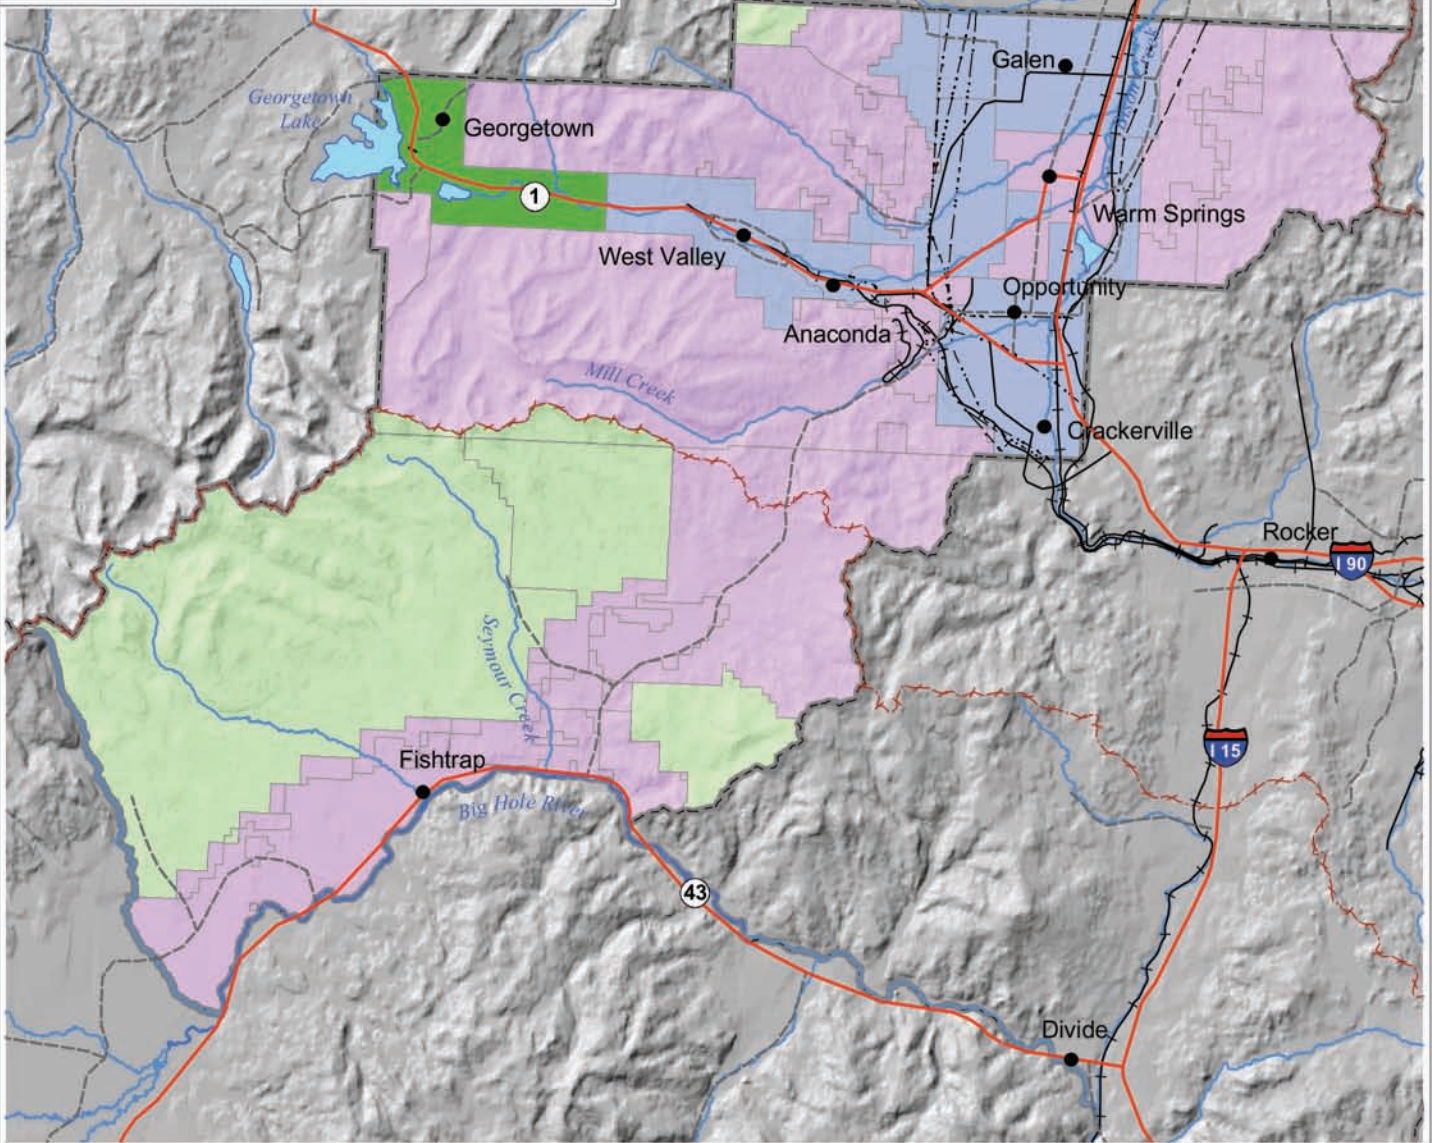 Galen
Georgetown
Lake
Georgetown
1
Warm Springs
West Valley
Opportunity
Anaconda
Mill Creek
Crackerville
Rocker
I 90
Seymour Creek
I 15
Fishtrap
Big Hole River
43
Divide